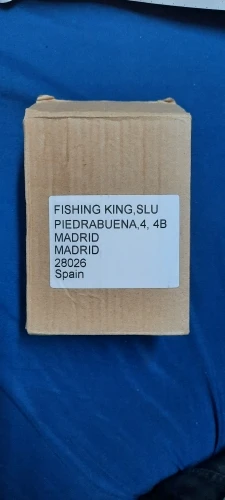 FISHING KING,SLU
PIEDRABUENA,4, 4B
MADRID
MADRID
28026
Spain